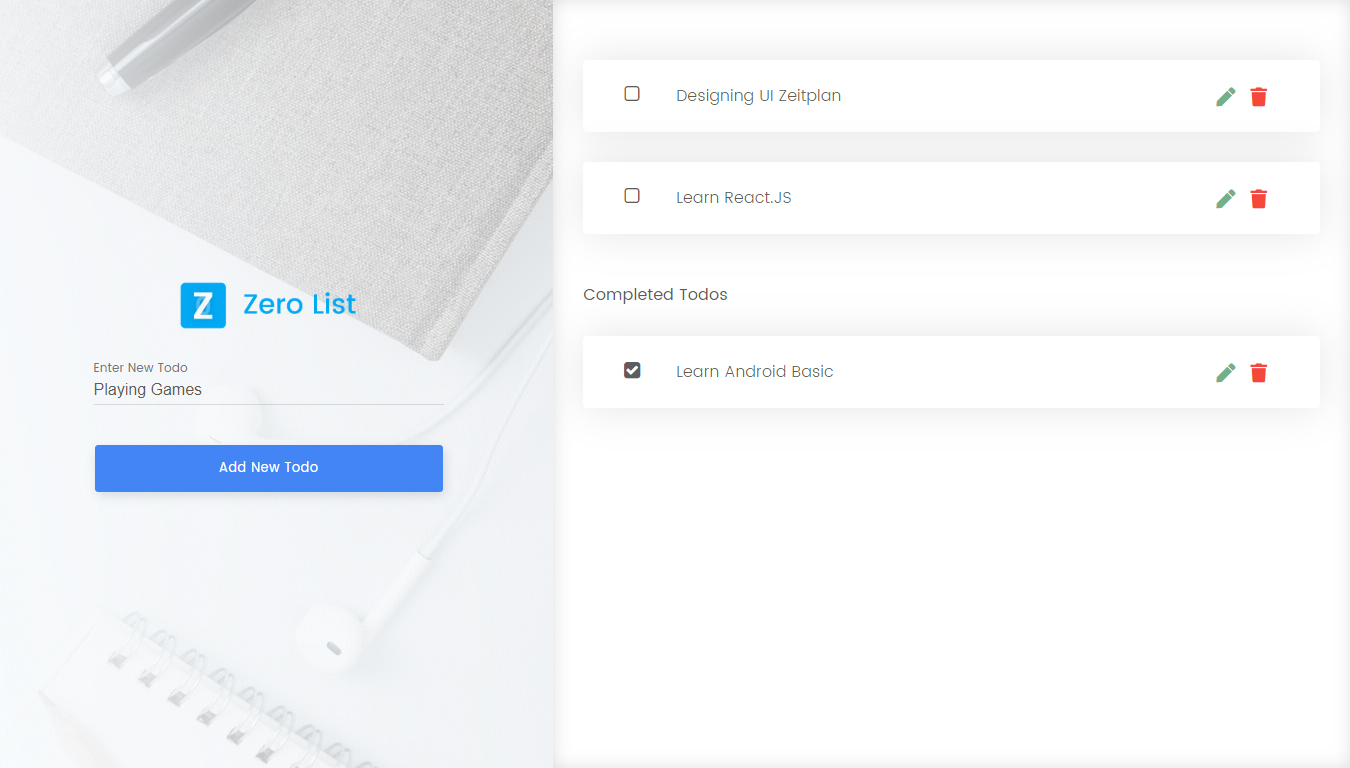 Z Zero List
Enter New Todo
Playing Games
Add New Todo
Designing UI Zeitplan
Learn React.JS
Completed Todos
Learn Android Basic